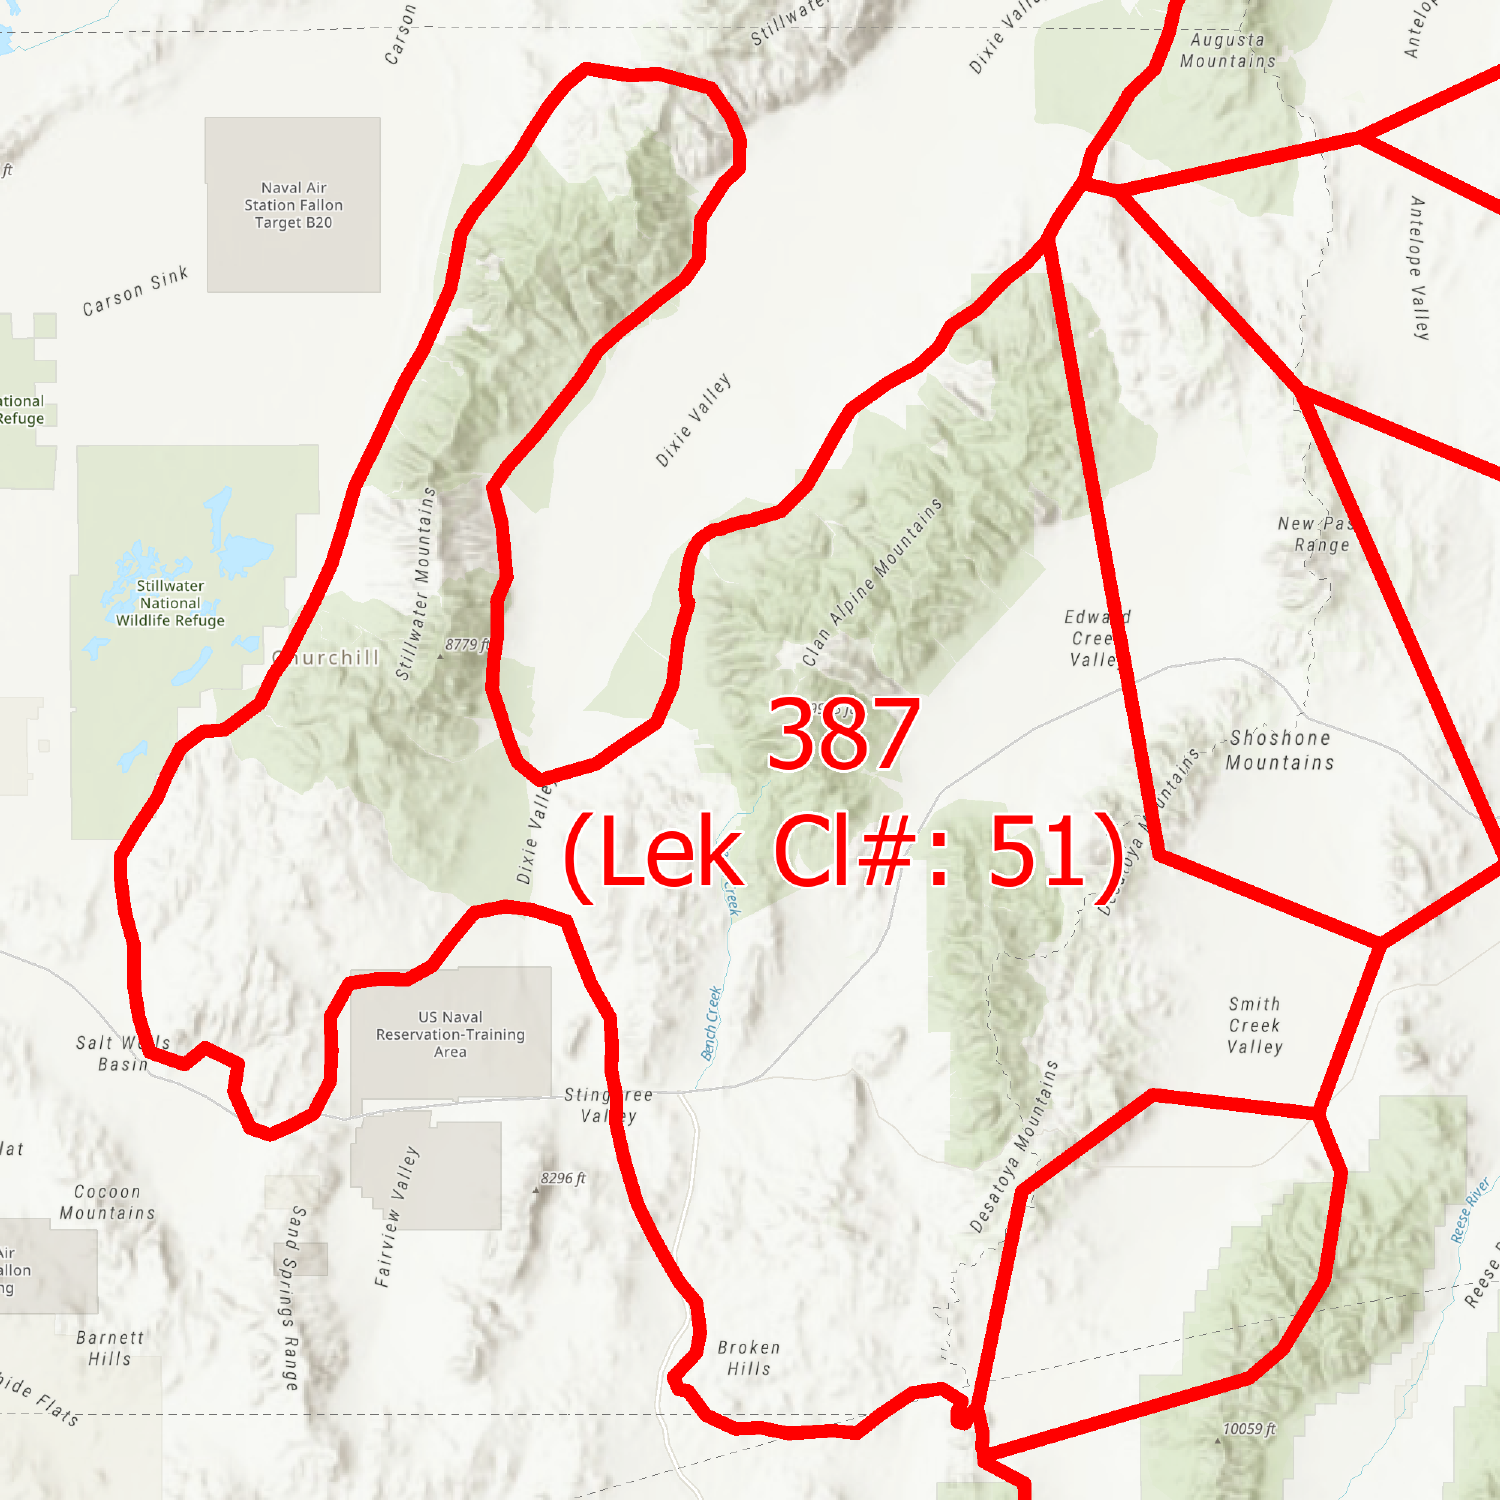 Carson
Stillwater
Dixie Valley
Augusta
Mountains
Naval Air
Station Fallon
Target B20
Carson Sink
Antelope Valley
ational
Refuge
Dixie Valley
Stillwater Mountains
Clan Alpine Mountains
New Pass
Range
Stillwater
National
Wildlife Refuge
Churchill
8779 ft
Edward
Creek
Valley
387
(Lek Cl#: 51)
Shoshone
Mountains
Dixie Valley
Creek
Desatoya Mountains
Bench Creek
Smith
Creek
Valley
US Naval
Reservation-Training
Area
Salt Wells
Basin
Stingaree
Valley
lat
Cocoon
Mountains
8296 ft
Fairview Valley
Sand Springs Range
Desatoya Mountains
Reese River
Reese
Air
allon
ng
Barnett
Hills
Broken
Hills
hide Flats
10059 ft
ft